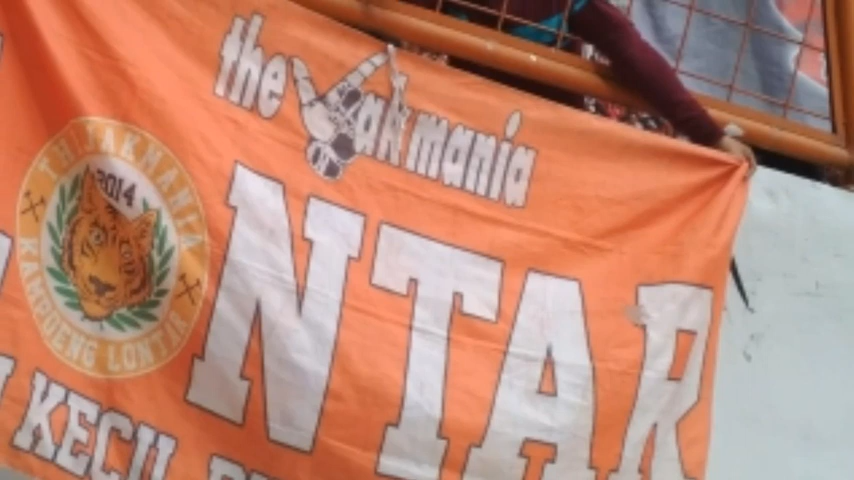 the Jakmania
THE JAKMANIA
2014
KAMPOENG LONTAR
NTAR
KECIL